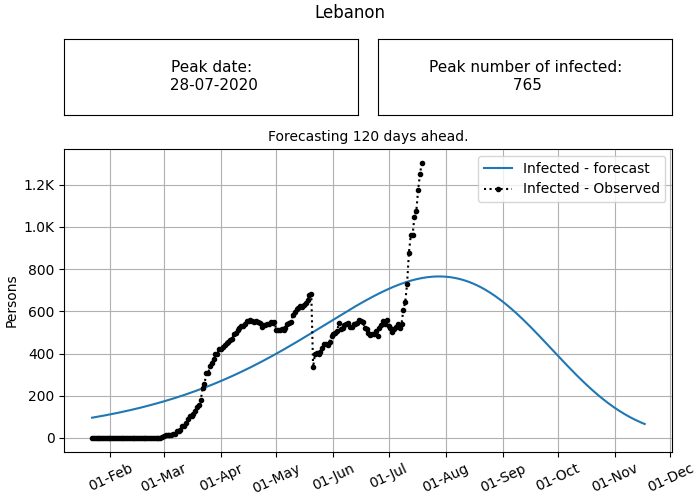 Lebanon
Peak date:
28-07-2020
Peak number of infected:
765
Forecasting 120 days ahead.
Infected - forecast
Infected - Observed
Persons
1.2K
1.0K
800
600
400
200
0
01-Feb
01-Mar
01-Apr
01-May
01-Jun
01-Jul
01-Aug
01-Sep
01-Oct
01-Nov
01-Dec